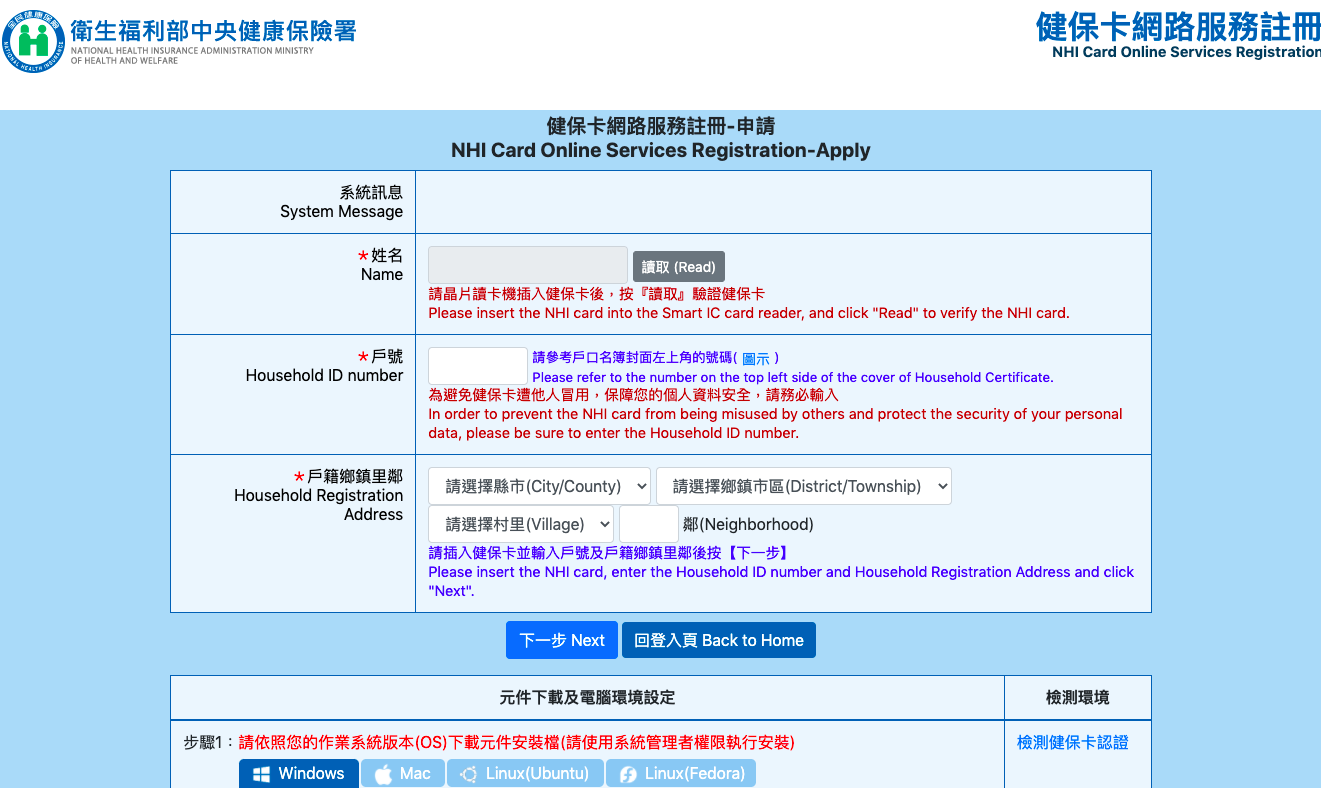 衛生福利部中央健康保險署
NATIONAL HEALTH INSURANCE ADMINISTRATION MINISTRY
OF HEALTH AND WELFARE
健保卡網路服務註冊
NHI Card Online Services Registration
健保卡網路服務註冊-申請
NHI Card Online Services Registration-Apply
系統訊息
System Message
*姓名
Name
讀取 (Read)
請晶片讀卡機插入健保卡後，按『讀取』驗證健保卡
Please insert the NHI card into the Smart IC card reader, and click "Read" to verify the NHI card.
*戶號
Household ID number
請參考戶口名簿封面左上角的號碼( 圖示 )
Please refer to the number on the top left side of the cover of Household Certificate.
為避免健保卡遭他人冒用，保障您的個人資料安全，請務必輸入
In order to prevent the NHI card from being misused by others and protect the security of your personal
data, please be sure to enter the Household ID number.
*戶籍鄉鎮里鄰
Household Registration
Address
請選擇縣市(City/County) 請選擇鄉鎮市區(District/Township)
請選擇村里(Village) 鄰(Neighborhood)
請插入健保卡並輸入戶號及戶籍鄉鎮里鄰後按【下一步】
Please insert the NHI card, enter the Household ID number and Household Registration Address and click
"Next".
下一步 Next 回登入頁 Back to Home
元件下載及電腦環境設定 檢測環境
步驟1：請依照您的作業系統版本(OS)下載元件安裝檔(請使用系統管理者權限執行安裝) 檢測健保卡認證
Windows Mac Linux(Ubuntu) Linux(Fedora)